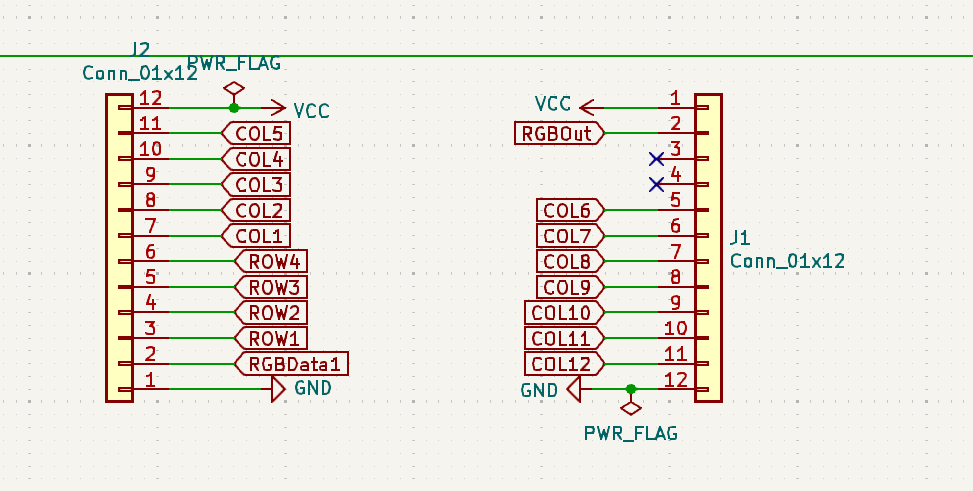 J2
PWR_FLAG
Conn_01x12
12 VCC
11 COL5
10 COL4
9 COL3
8 COL2
7 COL1
6 ROW4
5 ROW3
4 ROW2
3 ROW1
2 RGBData1
1 GND
VCC 1
RGBOut 2
3
4
COL6 5
COL7 6
COL8 7
COL9 8
COL10 9
COL11 10
COL12 11
GND 12
PWR_FLAG
J1
Conn_01x12